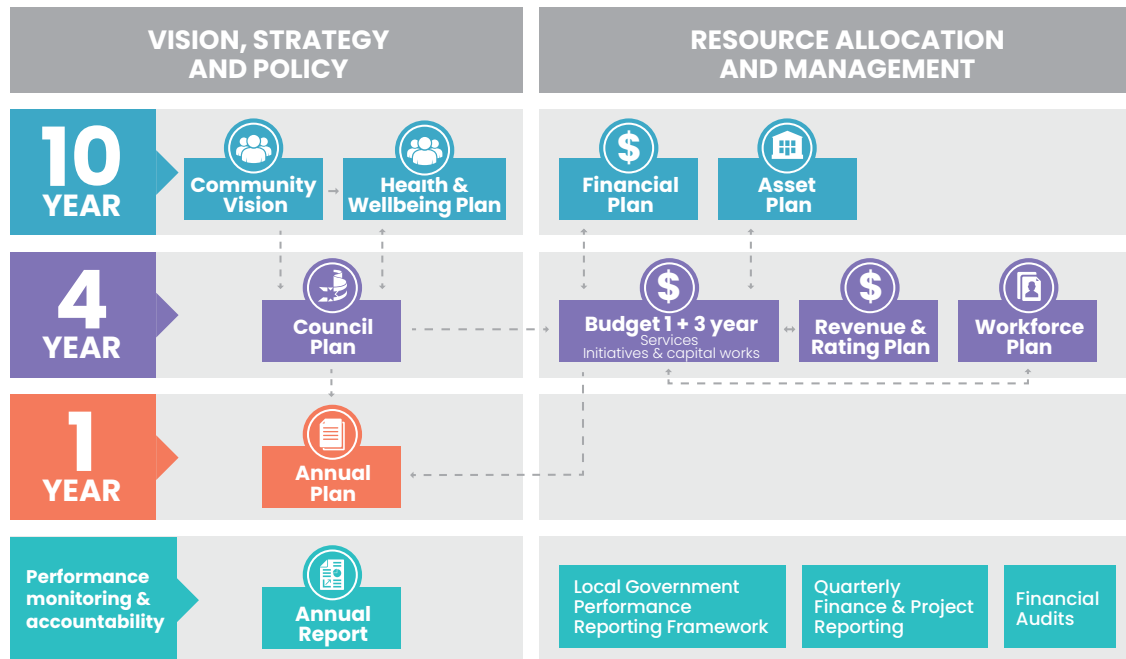 VISION, STRATEGY
AND POLICY
RESOURCE ALLOCATION
AND MANAGEMENT
10
YEAR
Community
Vision
Health &
Wellbeing Plan
$
Financial
Plan
Asset
Plan
4
YEAR
Council
Plan
$
Budget 1 + 3 year
Services
Initiatives & capital works
$
Revenue &
Rating Plan
Workforce
Plan
1
YEAR
Annual
Plan
Performance
monitoring &
accountability
Annual
Report
Local Government
Performance
Reporting Framework
Quarterly
Finance & Project
Reporting
Financial
Audits